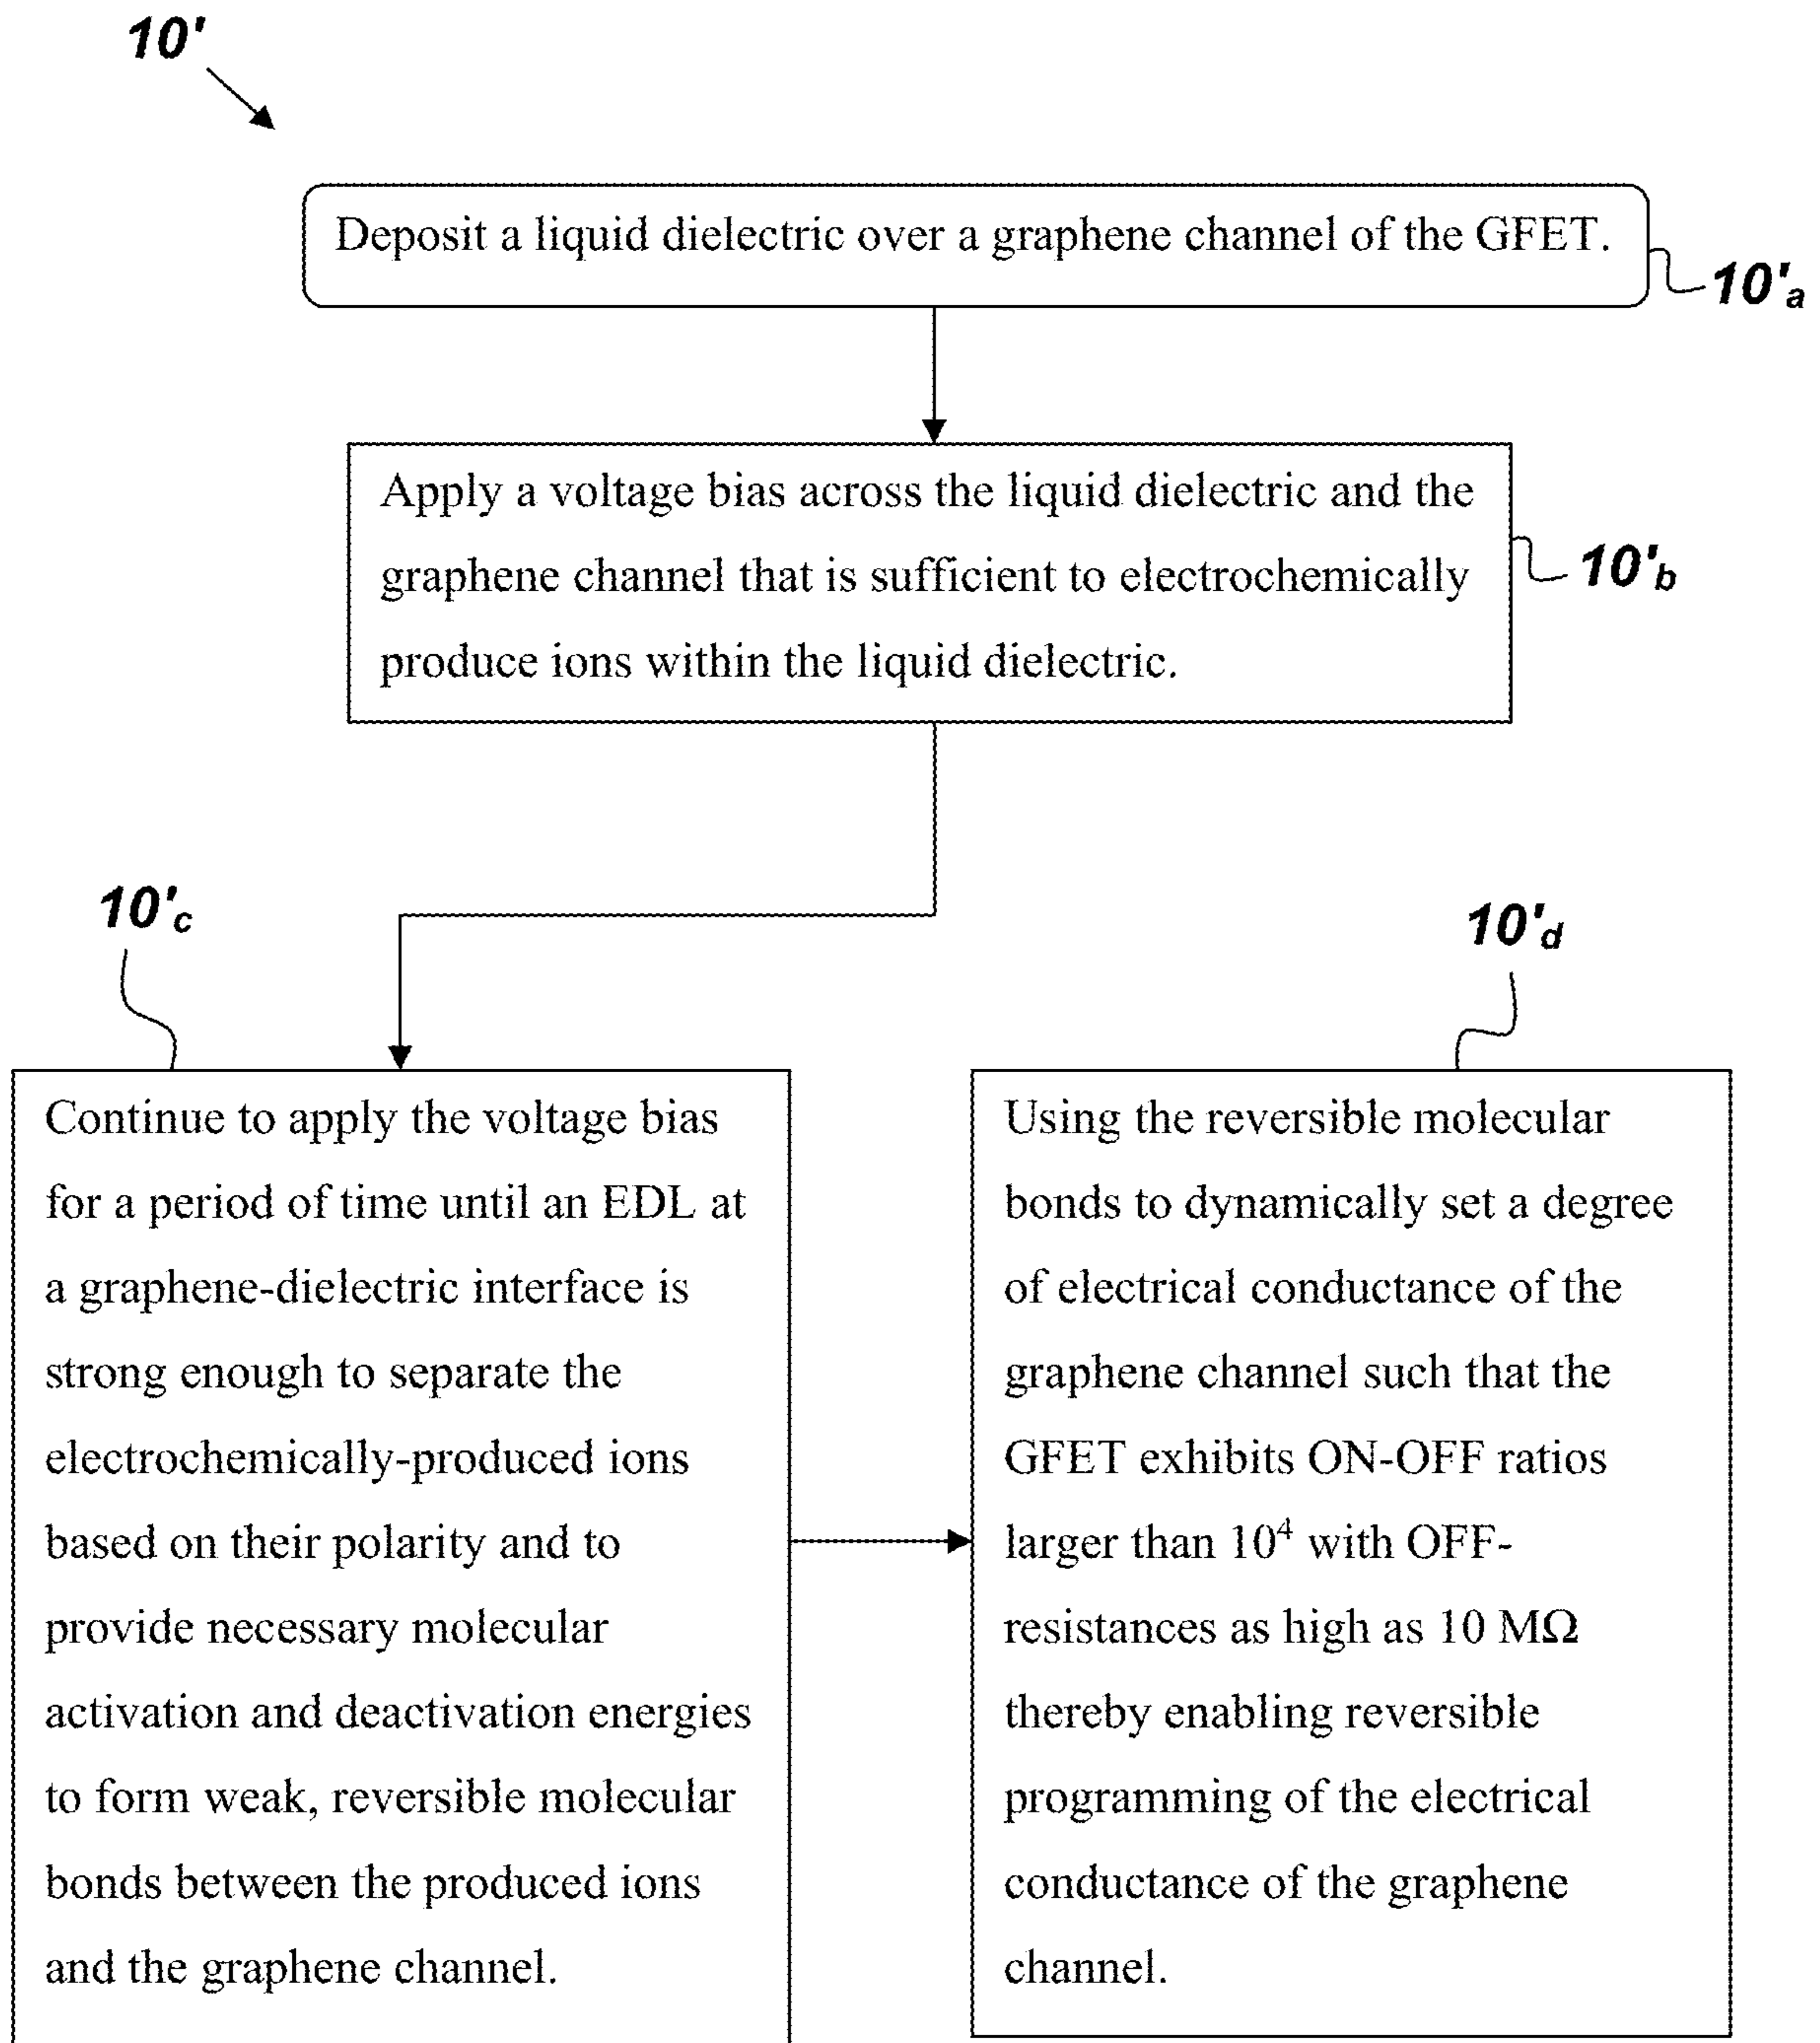 10'
Deposit a liquid dielectric over a graphene channel of the GFET.
10'a
Apply a voltage bias across the liquid dielectric and the
graphene channel that is sufficient to electrochemically
produce ions within the liquid dielectric.
10'b
10'c
Continue to apply the voltage bias
for a period of time until an EDL at
a graphene-dielectric interface is
strong enough to separate the
electrochemically-produced ions
based on their polarity and to
provide necessary molecular
activation and deactivation energies
to form weak, reversible molecular
bonds between the produced ions
and the graphene channel.
10'd
Using the reversible molecular
bonds to dynamically set a degree
of electrical conductance of the
graphene channel such that the
GFET exhibits ON-OFF ratios
larger than 10⁴ with OFF-
resistances as high as 10 MΩ
thereby enabling reversible
programming of the electrical
conductance of the graphene
channel.